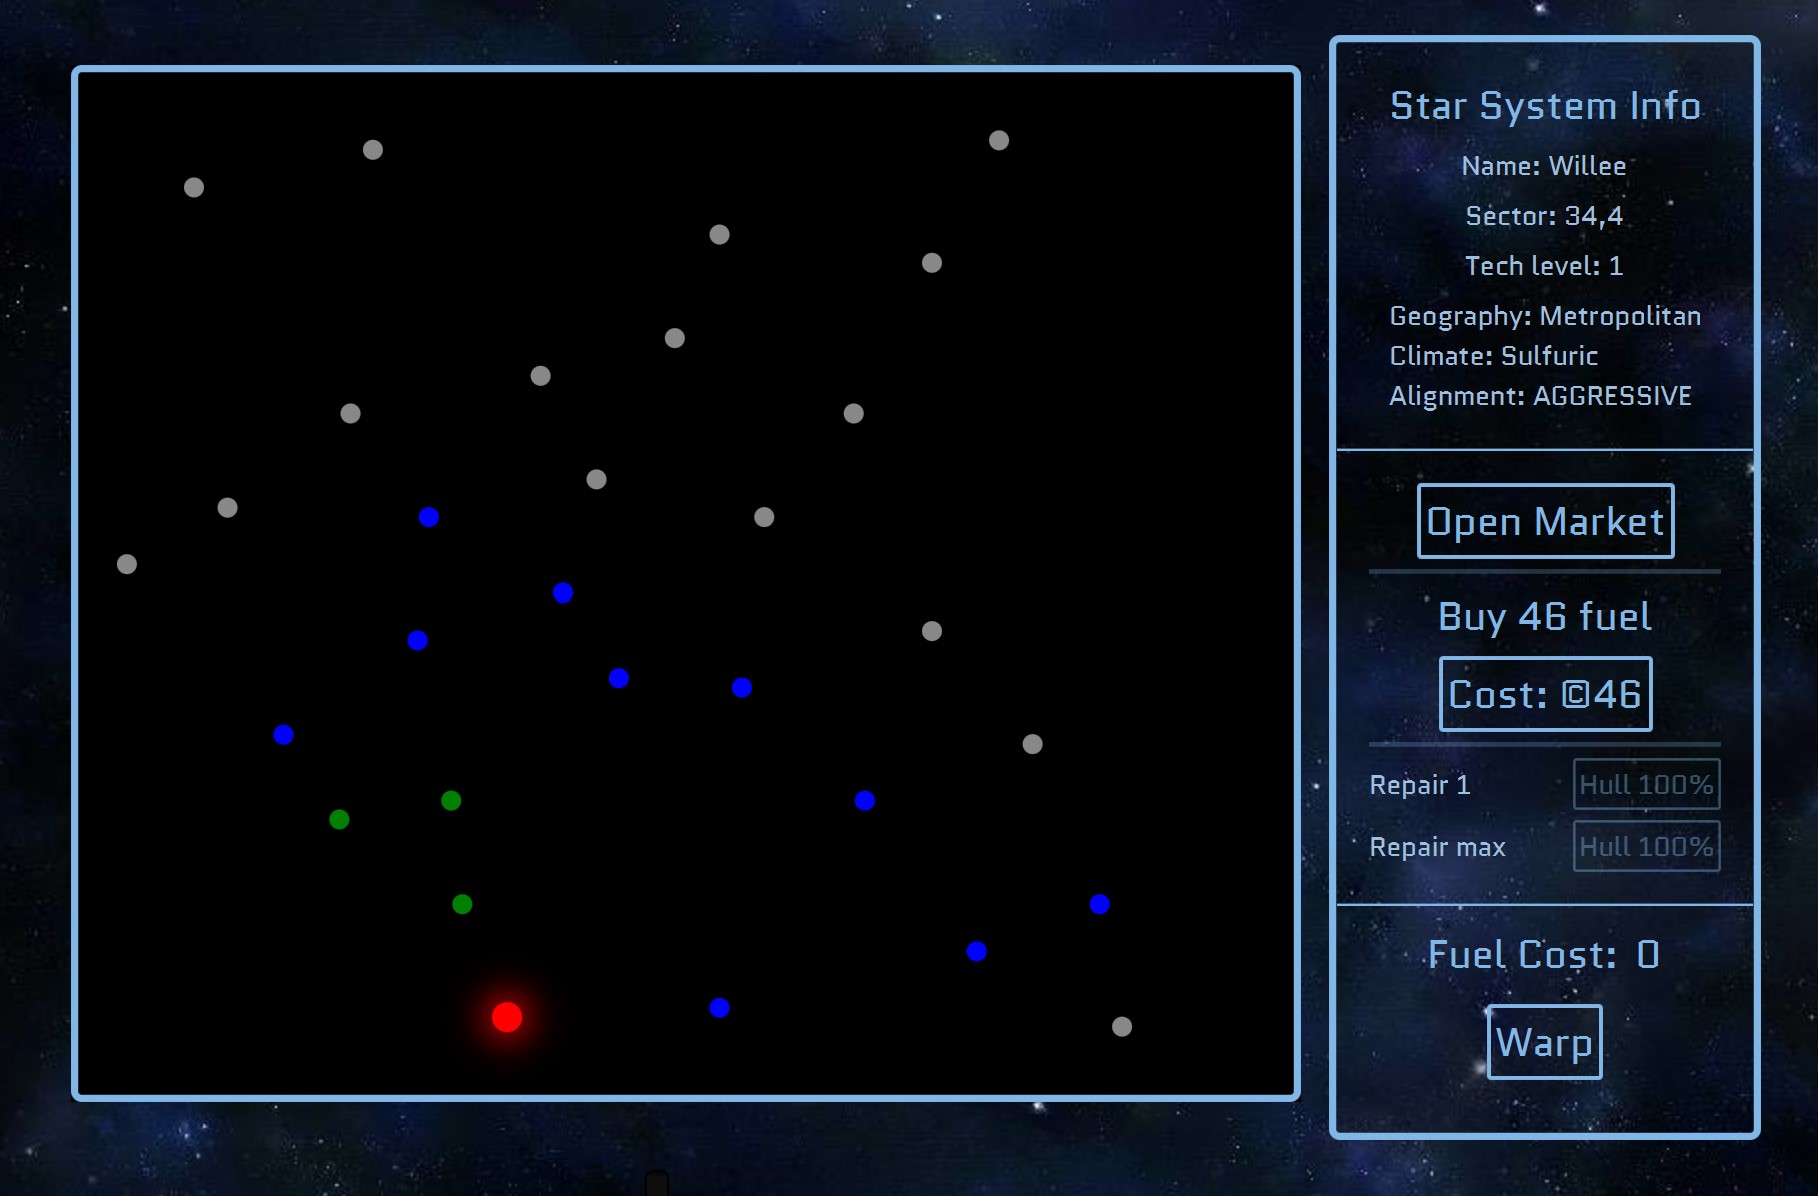 Star System Info
Name: Willee
Sector: 34,4
Tech level: 1
Geography: Metropolitan
Climate: Sulfuric
Alignment: AGGRESSIVE
Open Market
Buy 46 fuel
Cost: ©46
Repair 1 Hull 100%
Repair max Hull 100%
Fuel Cost: 0
Warp